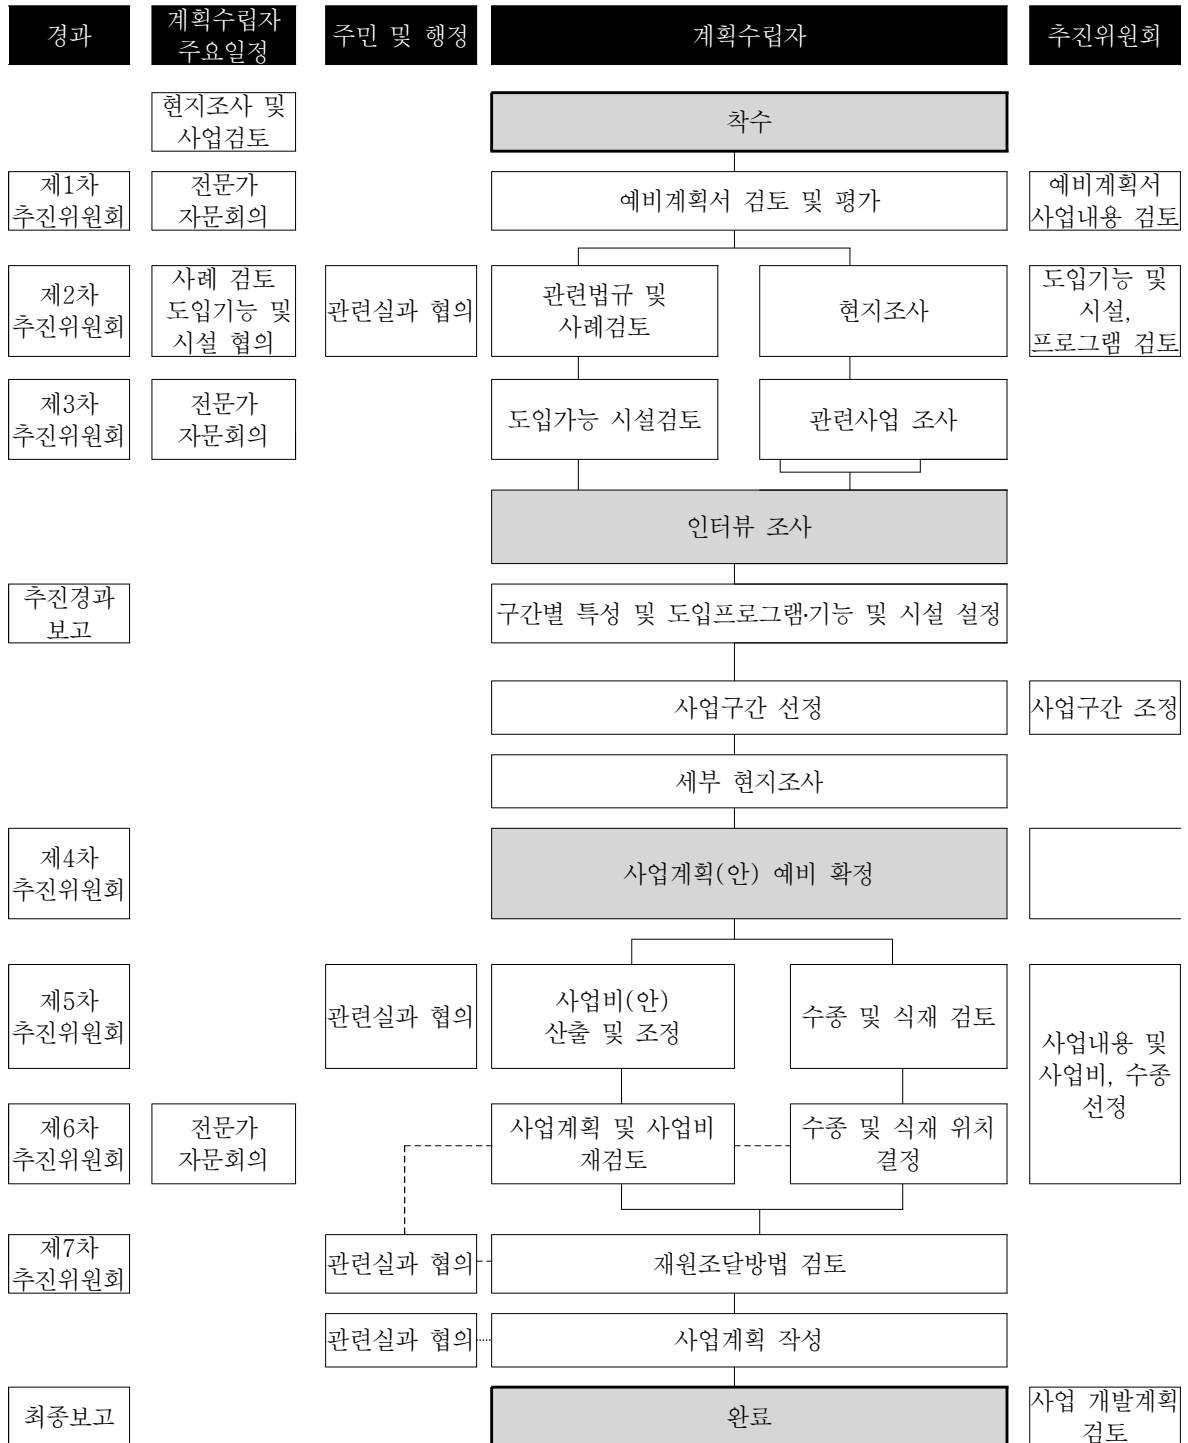 경과
계획수립자
주요일정
주민 및 행정
계획수립자
추진위원회
현지조사 및
사업검토
착수
제1차
추진위원회
전문가
자문회의
예비계획서 검토 및 평가
예비계획서
사업내용 검토
제2차
추진위원회
사례 검토
도입기능 및
시설 협의
관련실과 협의
관련법규 및
사례검토
현지조사
도입기능 및
시설,
프로그램 검토
제3차
추진위원회
전문가
자문회의
도입가능 시설검토
관련사업 조사
인터뷰 조사
추진경과
보고
구간별 특성 및 도입프로그램·기능 및 시설 설정
사업구간 선정
사업구간 조정
세부 현지조사
제4차
추진위원회
사업계획(안) 예비 확정
제5차
추진위원회
관련실과 협의
사업비(안)
산출 및 조정
수종 및 식재 검토
사업내용 및
사업비, 수종
선정
제6차
추진위원회
전문가
자문회의
사업계획 및 사업비
재검토
수종 및 식재 위치
결정
제7차
추진위원회
관련실과 협의
재원조달방법 검토
관련실과 협의
사업계획 작성
최종보고
완료
사업 개발계획
검토